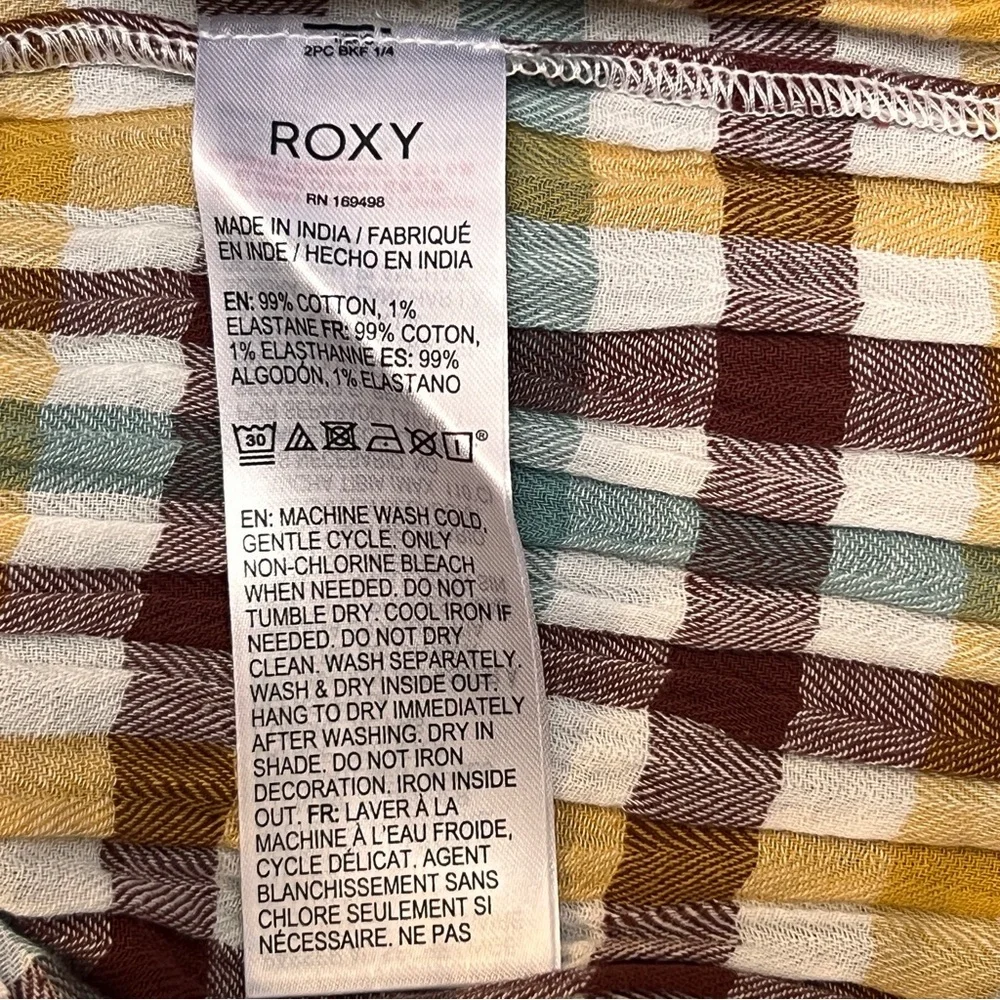 2PC BKF 1/4
ROXY
RN 169498
MADE IN INDIA / FABRIQUÉ
EN INDE / HECHO EN INDIA
EN: 99% COTTON, 1%
ELASTANE FR: 99% COTON,
1% ELASTHANNE ES: 99%
ALGODÓN, 1% ELASTANO
30 ®
EN: MACHINE WASH COLD,
GENTLE CYCLE. ONLY
NON-CHLORINE BLEACH
WHEN NEEDED. DO NOT
TUMBLE DRY. COOL IRON IF
NEEDED. DO NOT DRY
CLEAN. WASH SEPARATELY.
WASH & DRY INSIDE OUT.
HANG TO DRY IMMEDIATELY
AFTER WASHING. DRY IN
SHADE. DO NOT IRON
DECORATION. IRON INSIDE
OUT. FR: LAVER À LA
MACHINE À L'EAU FROIDE,
CYCLE DÉLICAT. AGENT
BLANCHISSEMENT SANS
CHLORE SEULEMENT SI
NÉCESSAIRE. NE PAS